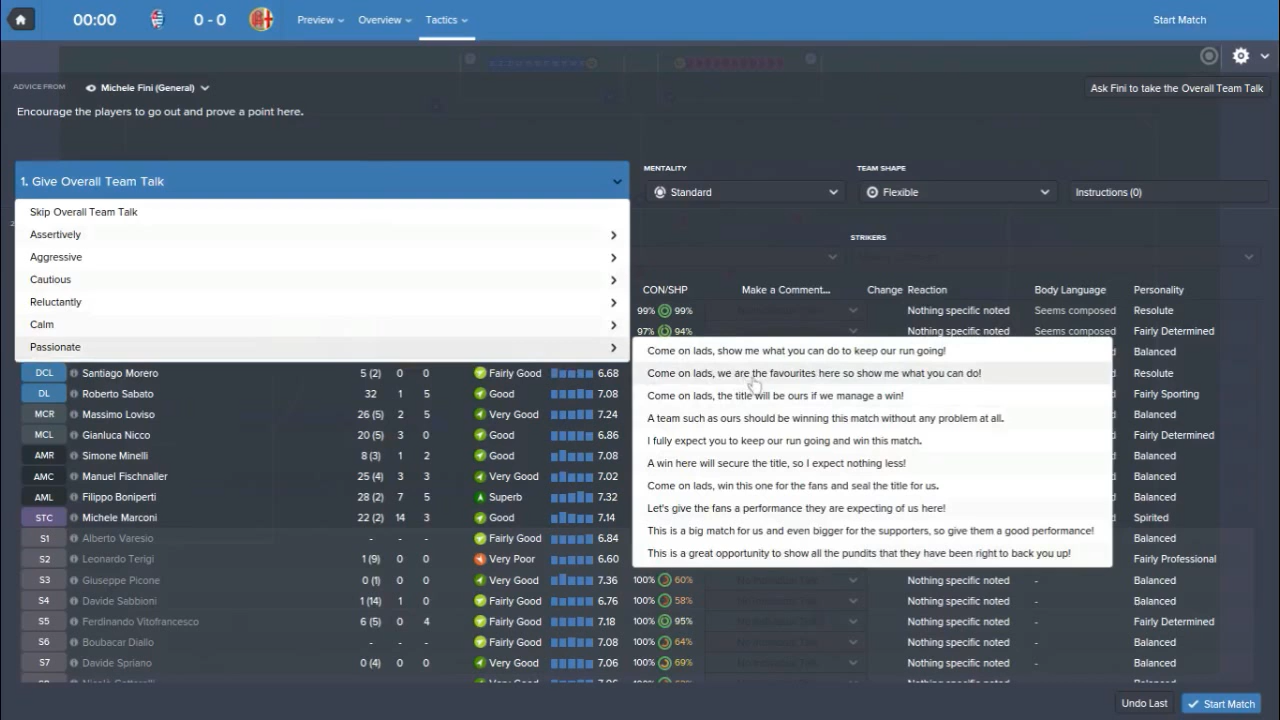 00:00 0 - 0 Preview Overview Tactics Start Match
ADVICE FROM Michele Fini (General) Ask Fini to take the Overall Team Talk
Encourage the players to go out and prove a point here.
1. Give Overall Team Talk
MENTALITY
Standard
TEAM SHAPE
Flexible
Instructions (0)
Skip Overall Team Talk
Assertively
Aggressive
Cautious
Reluctantly
Calm
Passionate
STRIKERS
CON/SHP Make a Comment... Change Reaction Body Language Personality
99% 99% Nothing specific noted Seems composed Resolute
97% 94% Nothing specific noted Seems composed Fairly Determined
Come on lads, show me what you can do to keep our run going!
Come on lads, we are the favourites here so show me what you can do!
Come on lads, the title will be ours if we manage a win!
A team such as ours should be winning this match without any problem at all.
I fully expect you to keep our run going and win this match.
A win here will secure the title, so I expect nothing less!
Come on lads, win this one for the fans and seal the title for us.
Let's give the fans a performance they are expecting of us here!
This is a big match for us and even bigger for the supporters, so give them a good performance!
This is a great opportunity to show all the pundits that they have been right to back you up!
Balanced
DCL Santiago Morero 5 (2) 0 0 Fairly Good 6.68 Resolute
DL Roberto Sabato 32 1 5 Good 7.08 Fairly Sporting
MCR Massimo Loviso 26 (5) 2 5 Very Good 7.24 Balanced
MCL Gianluca Nicco 20 (5) 3 0 Good 6.86 Fairly Determined
AMR Simone Minelli 8 (3) 1 2 Good 7.08 Balanced
AMC Manuel Fischnaller 25 (4) 3 3 Very Good 7.02 Balanced
AML Filippo Boniperti 28 (2) 7 5 Superb 7.32 Balanced
STC Michele Marconi 22 (2) 14 3 Good 7.14 Spirited
S1 Alberto Varesio - - - Fairly Good 6.84 Balanced
S2 Leonardo Terigi 1 (9) 0 0 Very Poor 6.60 Fairly Professional
S3 Giuseppe Picone 0 (1) 0 0 Very Good 7.36 100% 60% No Individual Talk Nothing specific noted - Balanced
S4 Davide Sabbioni 1 (14) 1 0 Fairly Good 6.76 100% 58% No Individual Talk Nothing specific noted - Balanced
S5 Ferdinando Vitofrancesco 6 (5) 0 4 Fairly Good 7.18 100% 95% No Individual Talk Nothing specific noted - Fairly Determined
S6 Boubacar Diallo - - - Fairly Good 7.08 100% 64% No Individual Talk Nothing specific noted - Balanced
S7 Davide Spriano 0 (4) 0 0 Very Good 7.06 100% 69% No Individual Talk Nothing specific noted - Balanced
Undo Last Start Match